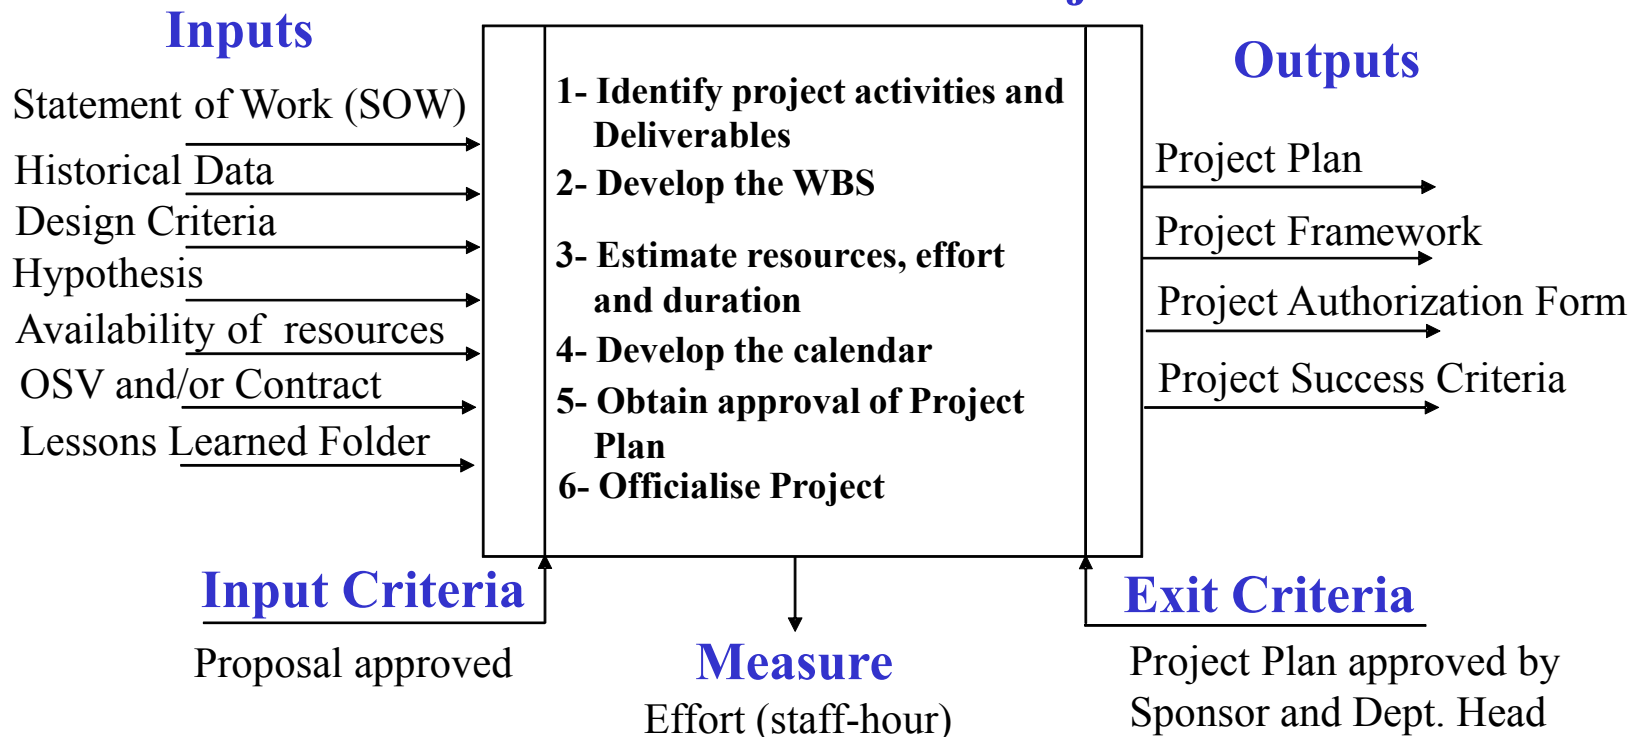 Inputs
Statement of Work (SOW)
Historical Data
Design Criteria
Hypothesis
Availability of resources
OSV and/or Contract
Lessons Learned Folder
1- Identify project activities and
Deliverables
2- Develop the WBS
3- Estimate resources, effort
and duration
4- Develop the calendar
5- Obtain approval of Project
Plan
6- Officialise Project
Outputs
Project Plan
Project Framework
Project Authorization Form
Project Success Criteria
Input Criteria
Proposal approved
Measure
Effort (staff-hour)
Exit Criteria
Project Plan approved by
Sponsor and Dept. Head